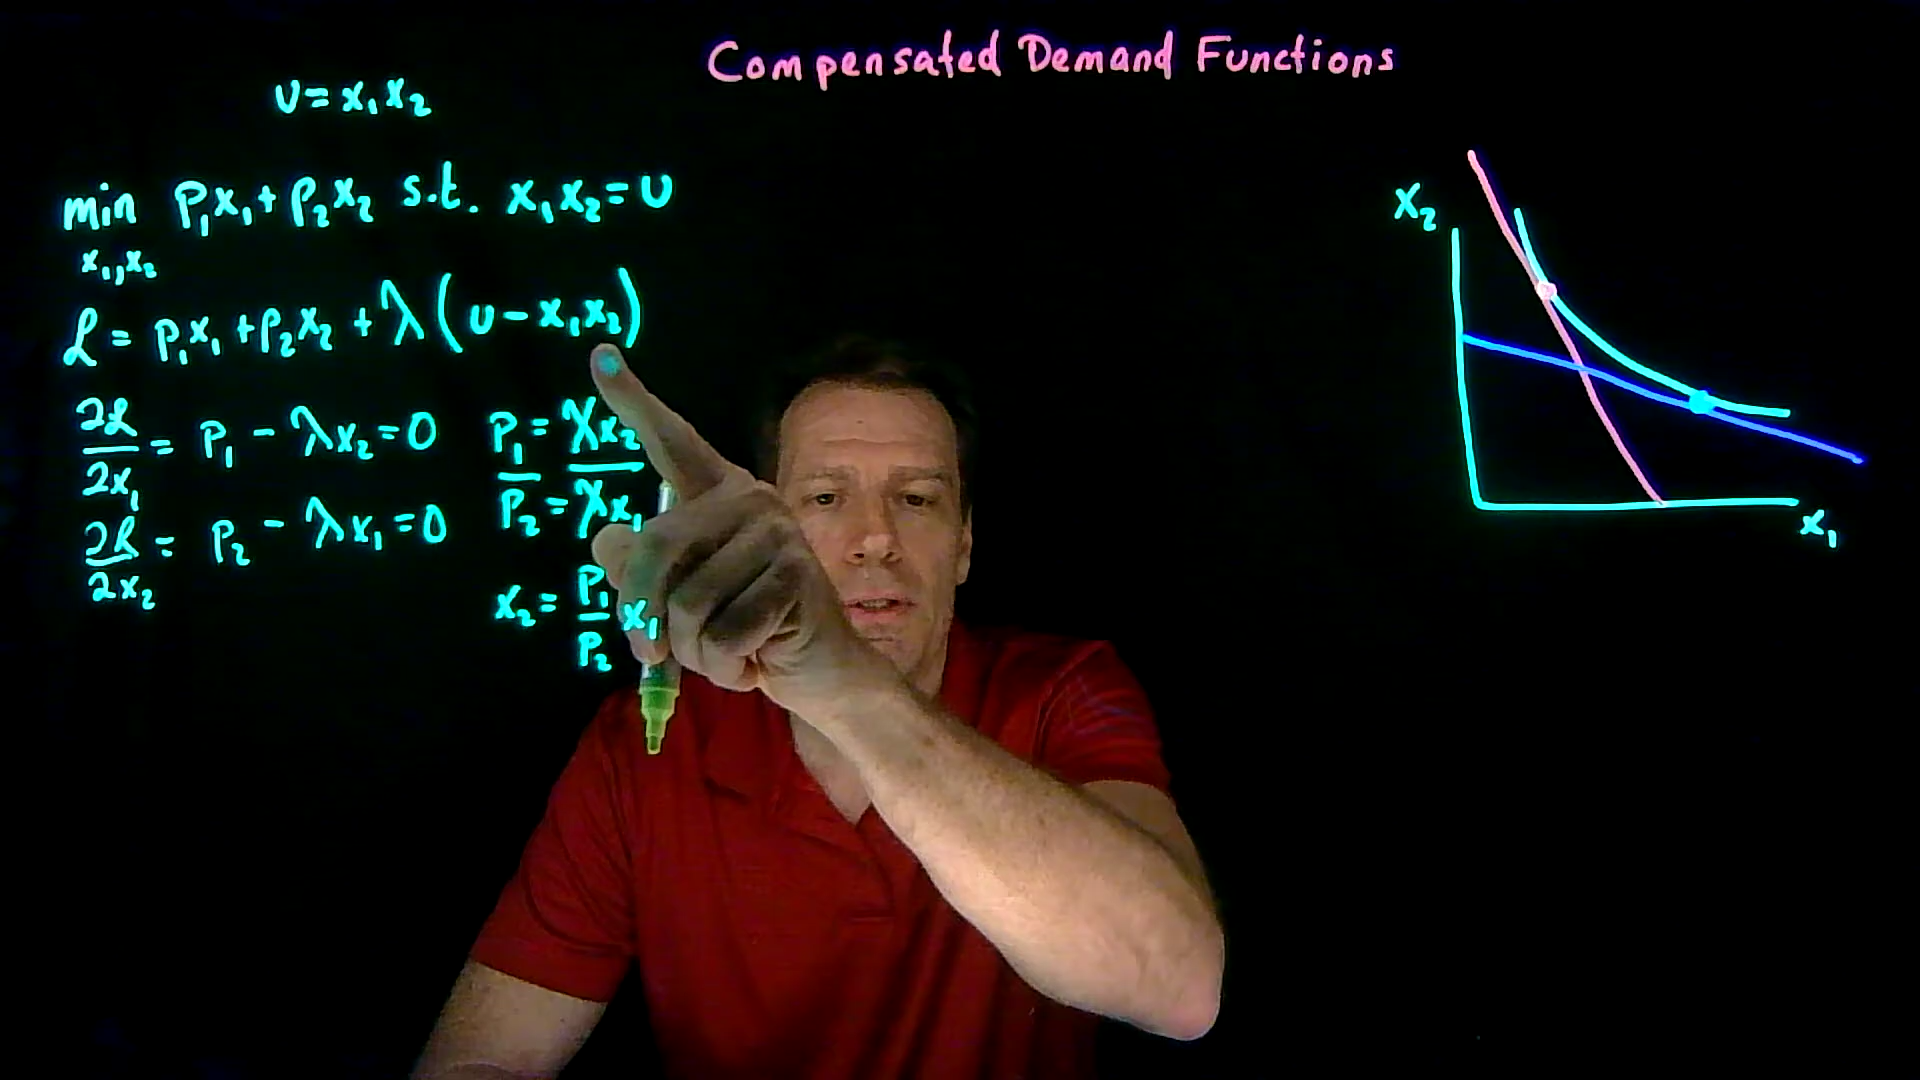 Compensated Demand Functions
U = x₁x₂
min P₁x₁ + P₂x₂ s.t. x₁x₂ = U
x₁,x₂
ℒ = P₁x₁ + P₂x₂ + λ(U - x₁x₂)
∂ℒ/∂x₁ = P₁ - λx₂ = 0
∂ℒ/∂x₂ = P₂ - λx₁ = 0
P₁ = λx₂
P₂ = λx₁
x₂ = P₁/P₂ x₁
x₂
x₁